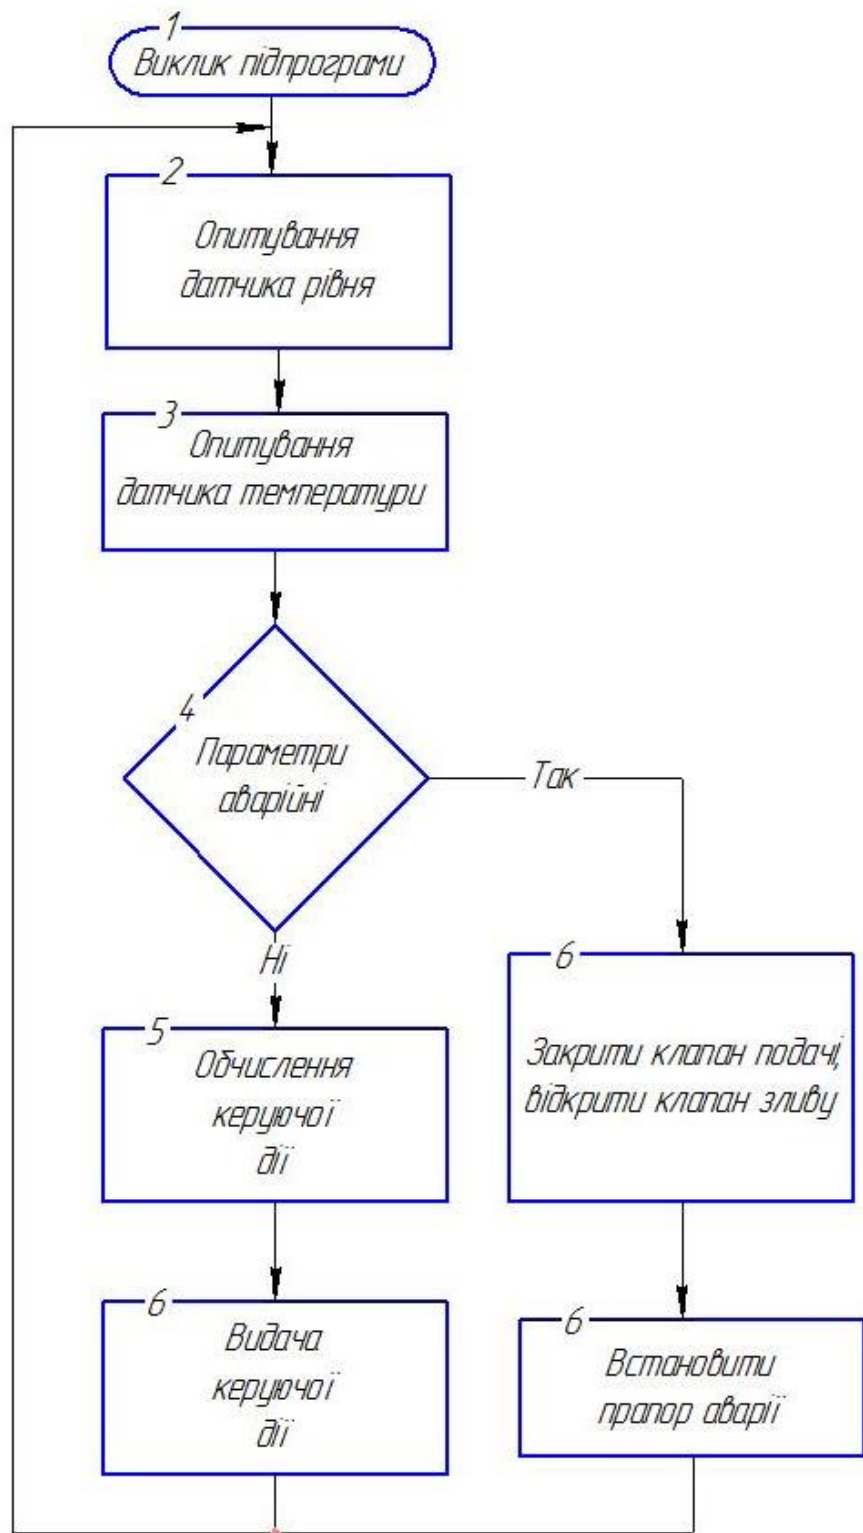 1
Виклик підпрограми
2
Опитування
датчика рівня
3
Опитування
датчика температури
4
Параметри
аварійні
Так
Ні
5
Обчислення
керуючої
дії
6
Видача
керуючої
дії
6
Закрити клапан подачі,
відкрити клапан зливу
6
Встановити
прапор аварії